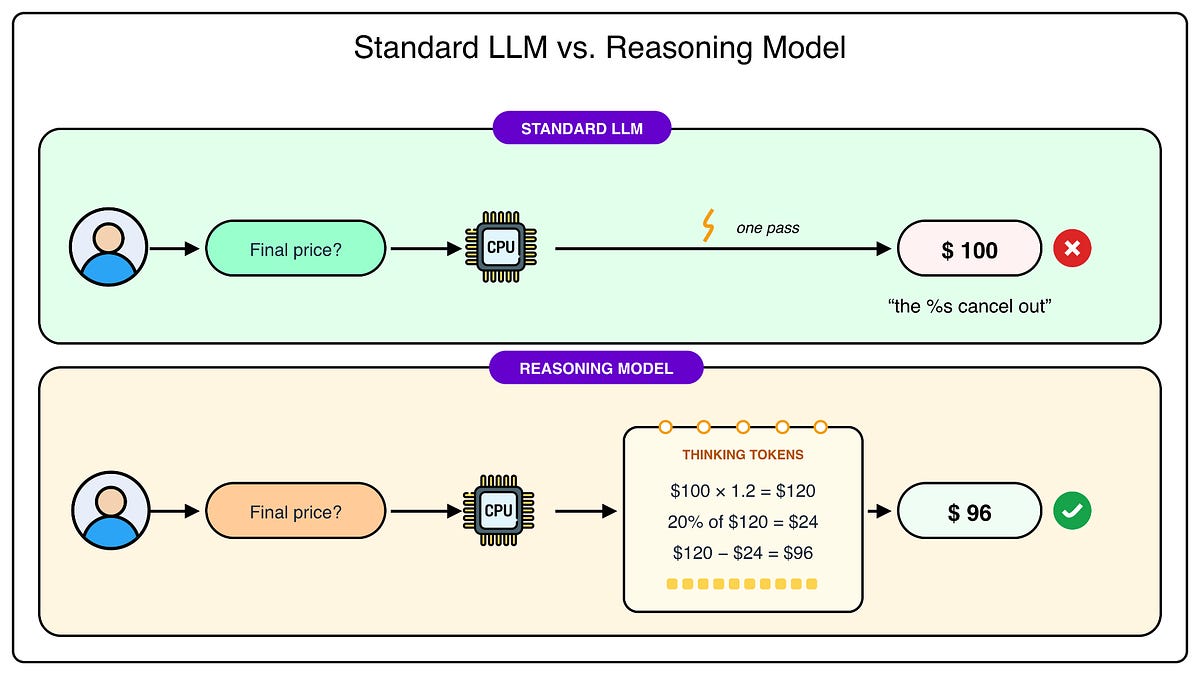 Standard LLM vs. Reasoning Model
STANDARD LLM
Final price?
CPU
one pass
$ 100
“the %s cancel out”
REASONING MODEL
Final price?
CPU
THINKING TOKENS
$100 × 1.2 = $120
20% of $120 = $24
$120 − $24 = $96
$ 96